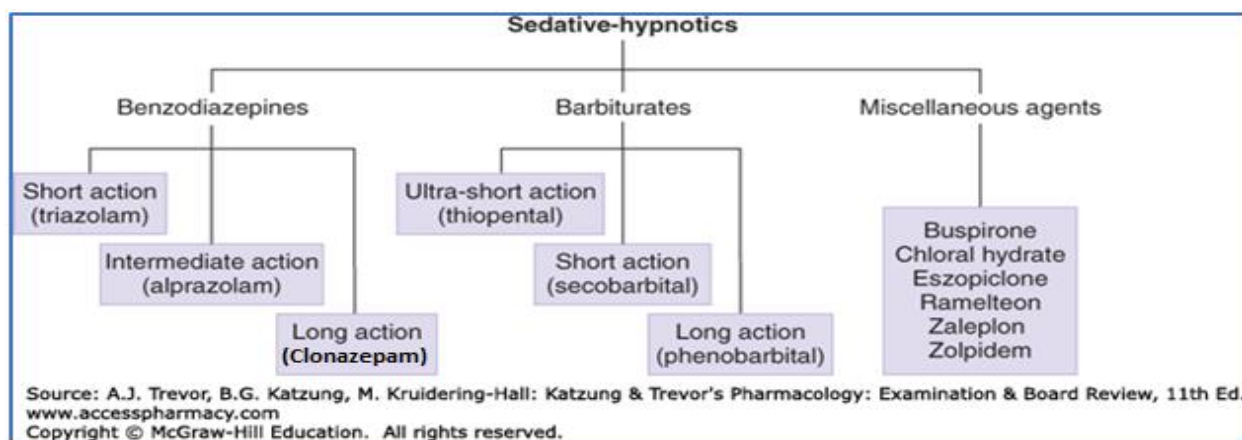 Sedative-hypnotics
Benzodiazepines
Barbiturates
Miscellaneous agents
Short action
(triazolam)
Intermediate action
(alprazolam)
Long action
(Clonazepam)
Ultra-short action
(thiopental)
Short action
(secobarbital)
Long action
(phenobarbital)
Buspirone
Chloral hydrate
Eszopiclone
Ramelteon
Zaleplon
Zolpidem
Source: A.J. Trevor, B.G. Katzung, M. Kruidering-Hall: Katzung & Trevor's Pharmacology: Examination & Board Review, 11th Ed.
www.accesspharmacy.com
Copyright © McGraw-Hill Education. All rights reserved.